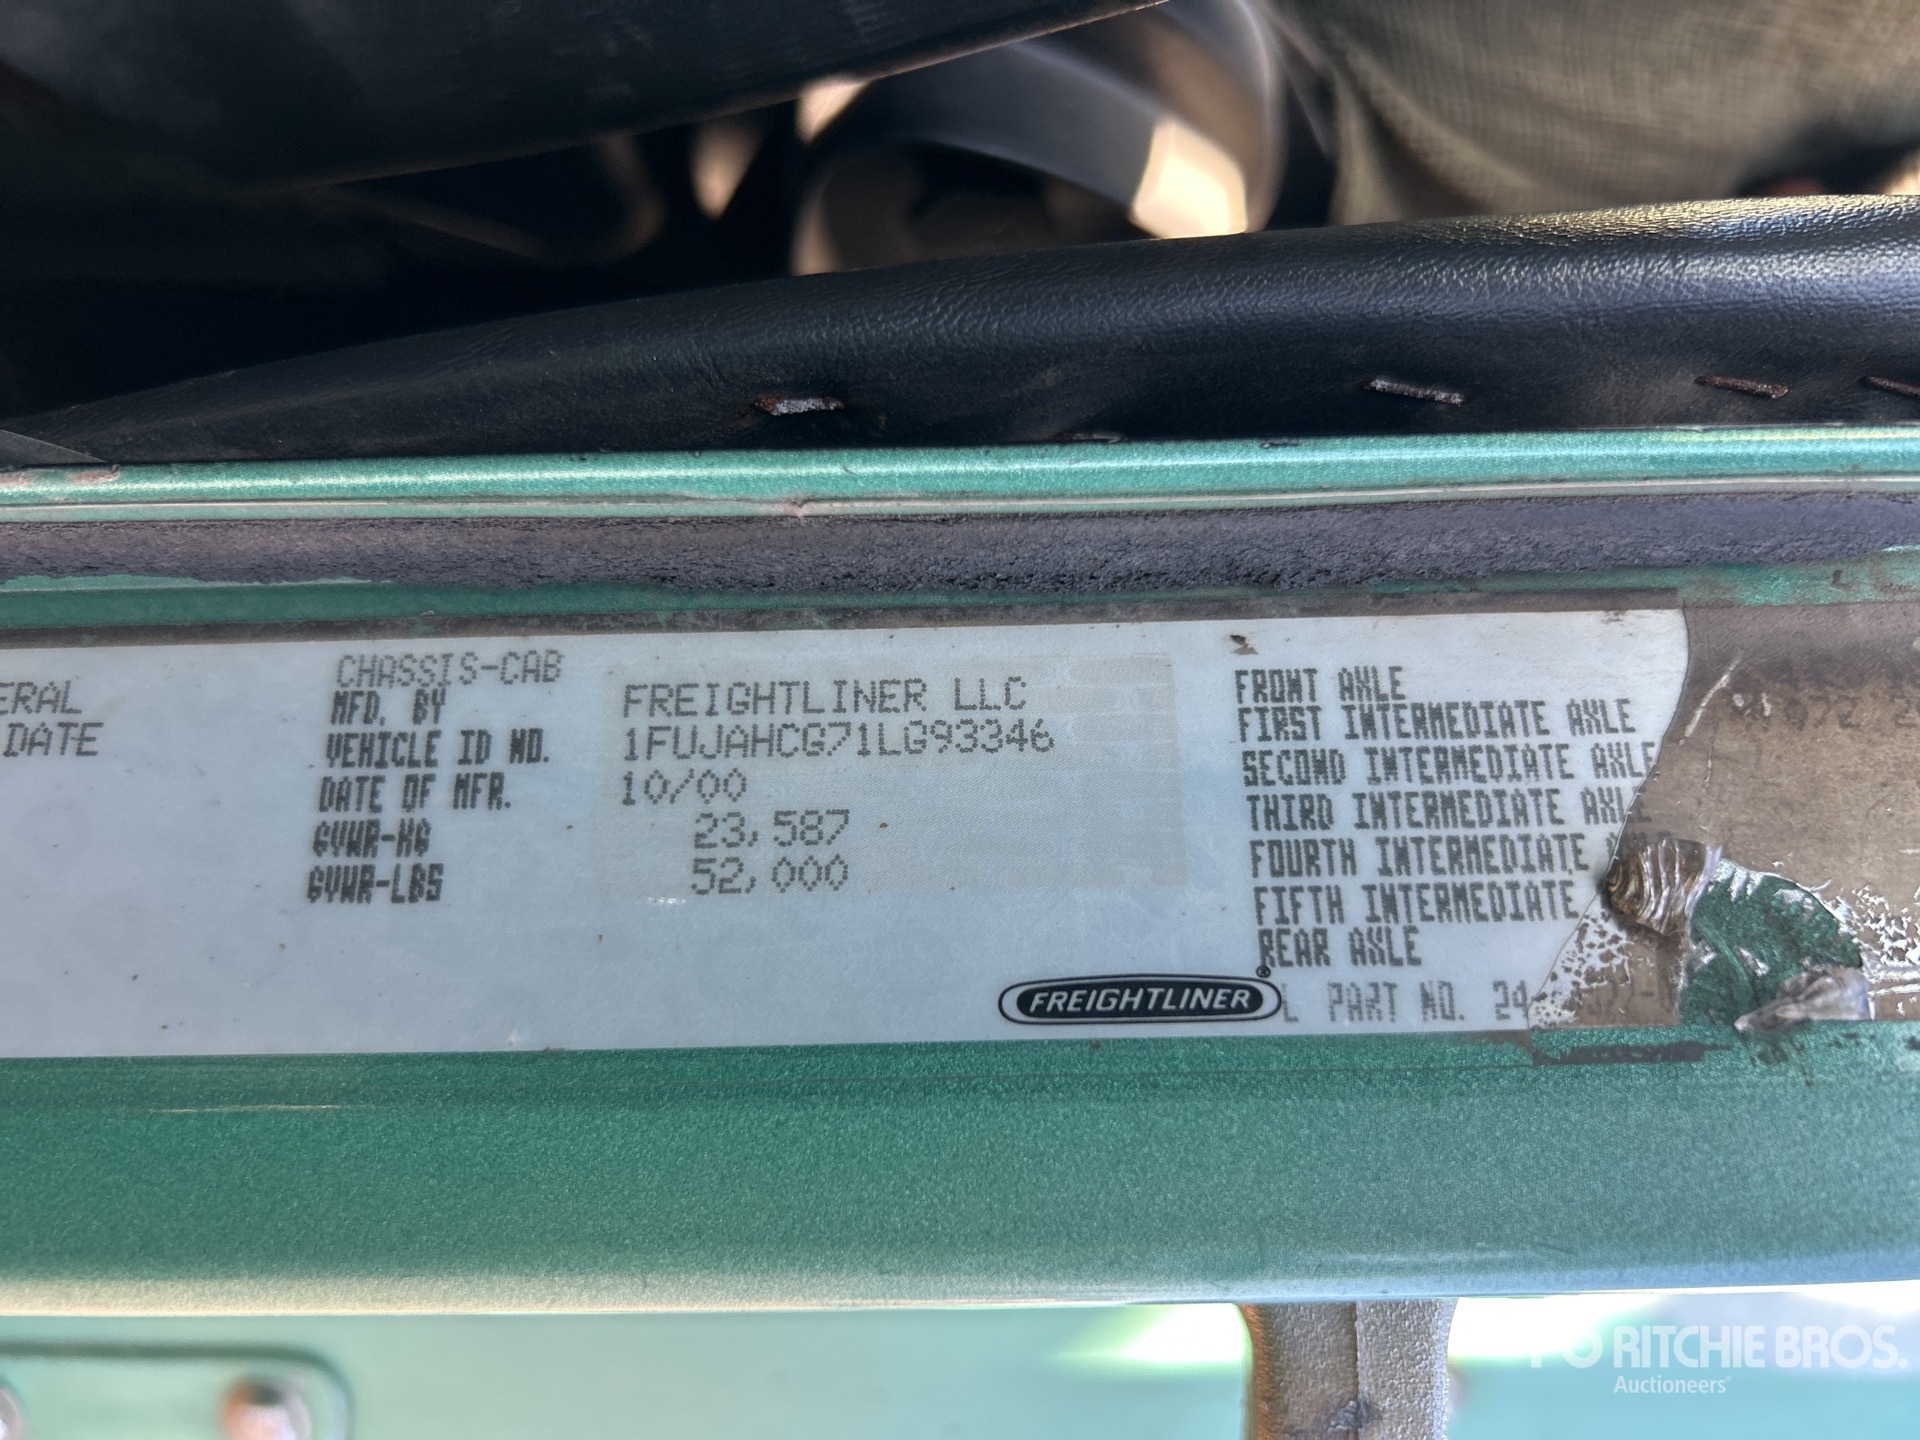 ERAL
DATE
CHASSIS-CAB
MFD. BY FREIGHTLINER LLC
VEHICLE ID NO. 1FUJAHCG71LG93346
DATE OF MFR. 10/00
GVWR-KG 23,587
GVWR-LBS 52,000
FRONT AXLE
FIRST INTERMEDIATE AXLE
SECOND INTERMEDIATE AXLE
THIRD INTERMEDIATE AXLE
FOURTH INTERMEDIATE
FIFTH INTERMEDIATE
REAR AXLE
FREIGHTLINER®
L PART NO. 24-
RITCHIE BROS.
Auctioneers